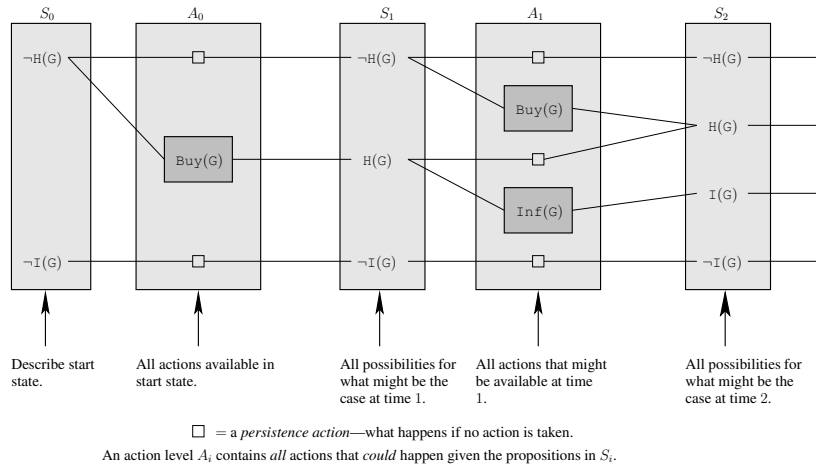 S₀ A₀ S₁ A₁ S₂
¬H(G) ¬H(G) ¬H(G)
Buy(G) H(G)
Buy(G) H(G)
Inf(G) I(G)
¬I(G) ¬I(G) ¬I(G)
Describe start
state.
All actions available in
start state.
All possibilities for
what might be the
case at time 1.
All actions that might
be available at time
1.
All possibilities for
what might be the
case at time 2.
= a persistence action—what happens if no action is taken.
An action level Aᵢ contains all actions that could happen given the propositions in Sᵢ.